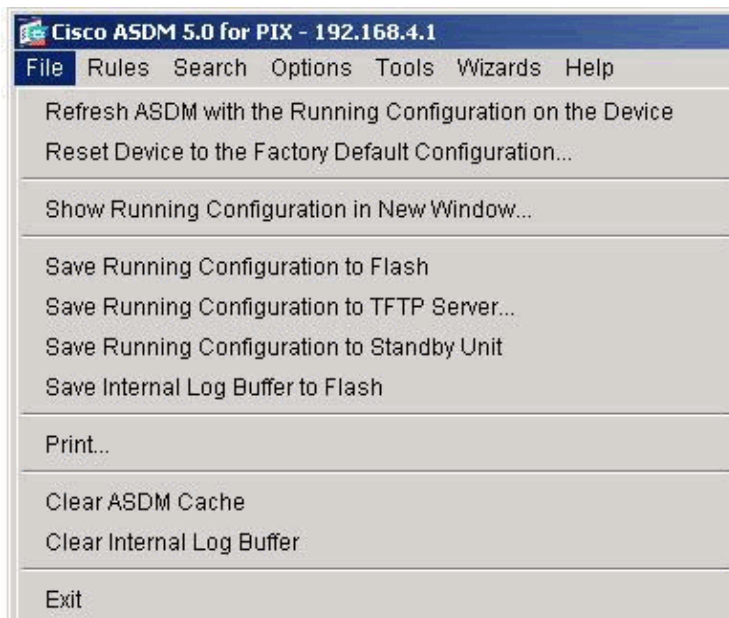 Cisco ASDM 5.0 for PIX - 192.168.4.1
File Rules Search Options Tools Wizards Help
Refresh ASDM with the Running Configuration on the Device
Reset Device to the Factory Default Configuration...
Show Running Configuration in New Window...
Save Running Configuration to Flash
Save Running Configuration to TFTP Server...
Save Running Configuration to Standby Unit
Save Internal Log Buffer to Flash
Print...
Clear ASDM Cache
Clear Internal Log Buffer
Exit